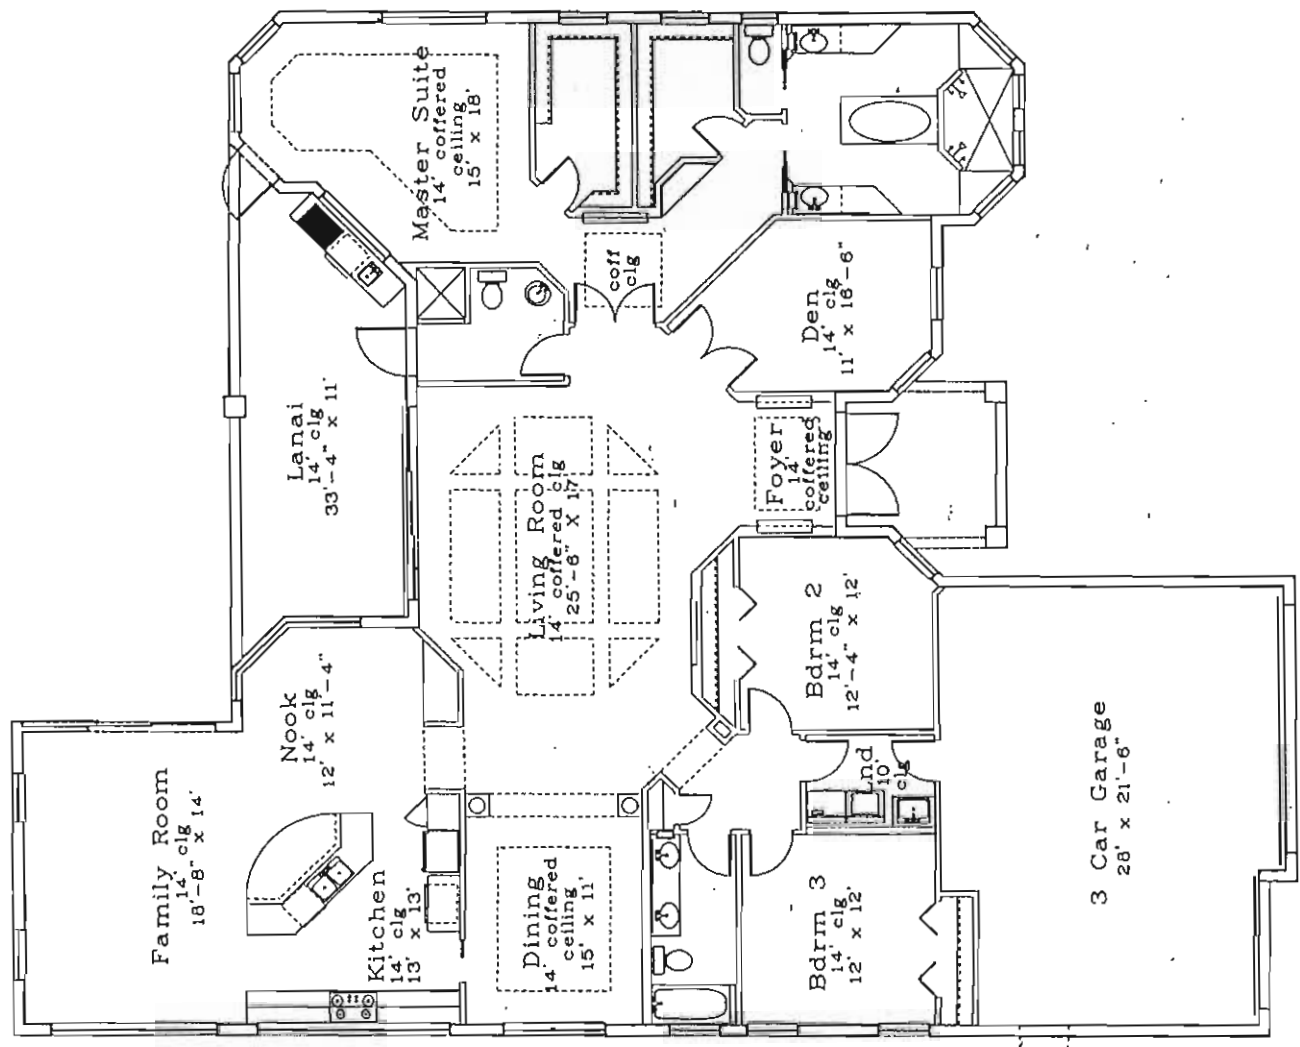 Master Suite
14' coffered
ceiling
15' x 18'
coff
clg
Den
14' clg
11' x 16'-6"
Lanai
14' clg
33'-4" x 11'
Living Room
14' coffered clg
25'-6" X 17'
Foyer
14'
coffered
ceiling
Bdrm 2
14' clg
12'-4" x 12'
Nook
14' clg
12' x 11'-4"
Family Room
14' clg
18'-8" x 14'
Kitchen
14' clg
13' x 13'
Dining
14' coffered
ceiling
15' x 11'
Lnd
10'
clg
Bdrm 3
14' clg
12' x 12'
3 Car Garage
28' x 21'-6"